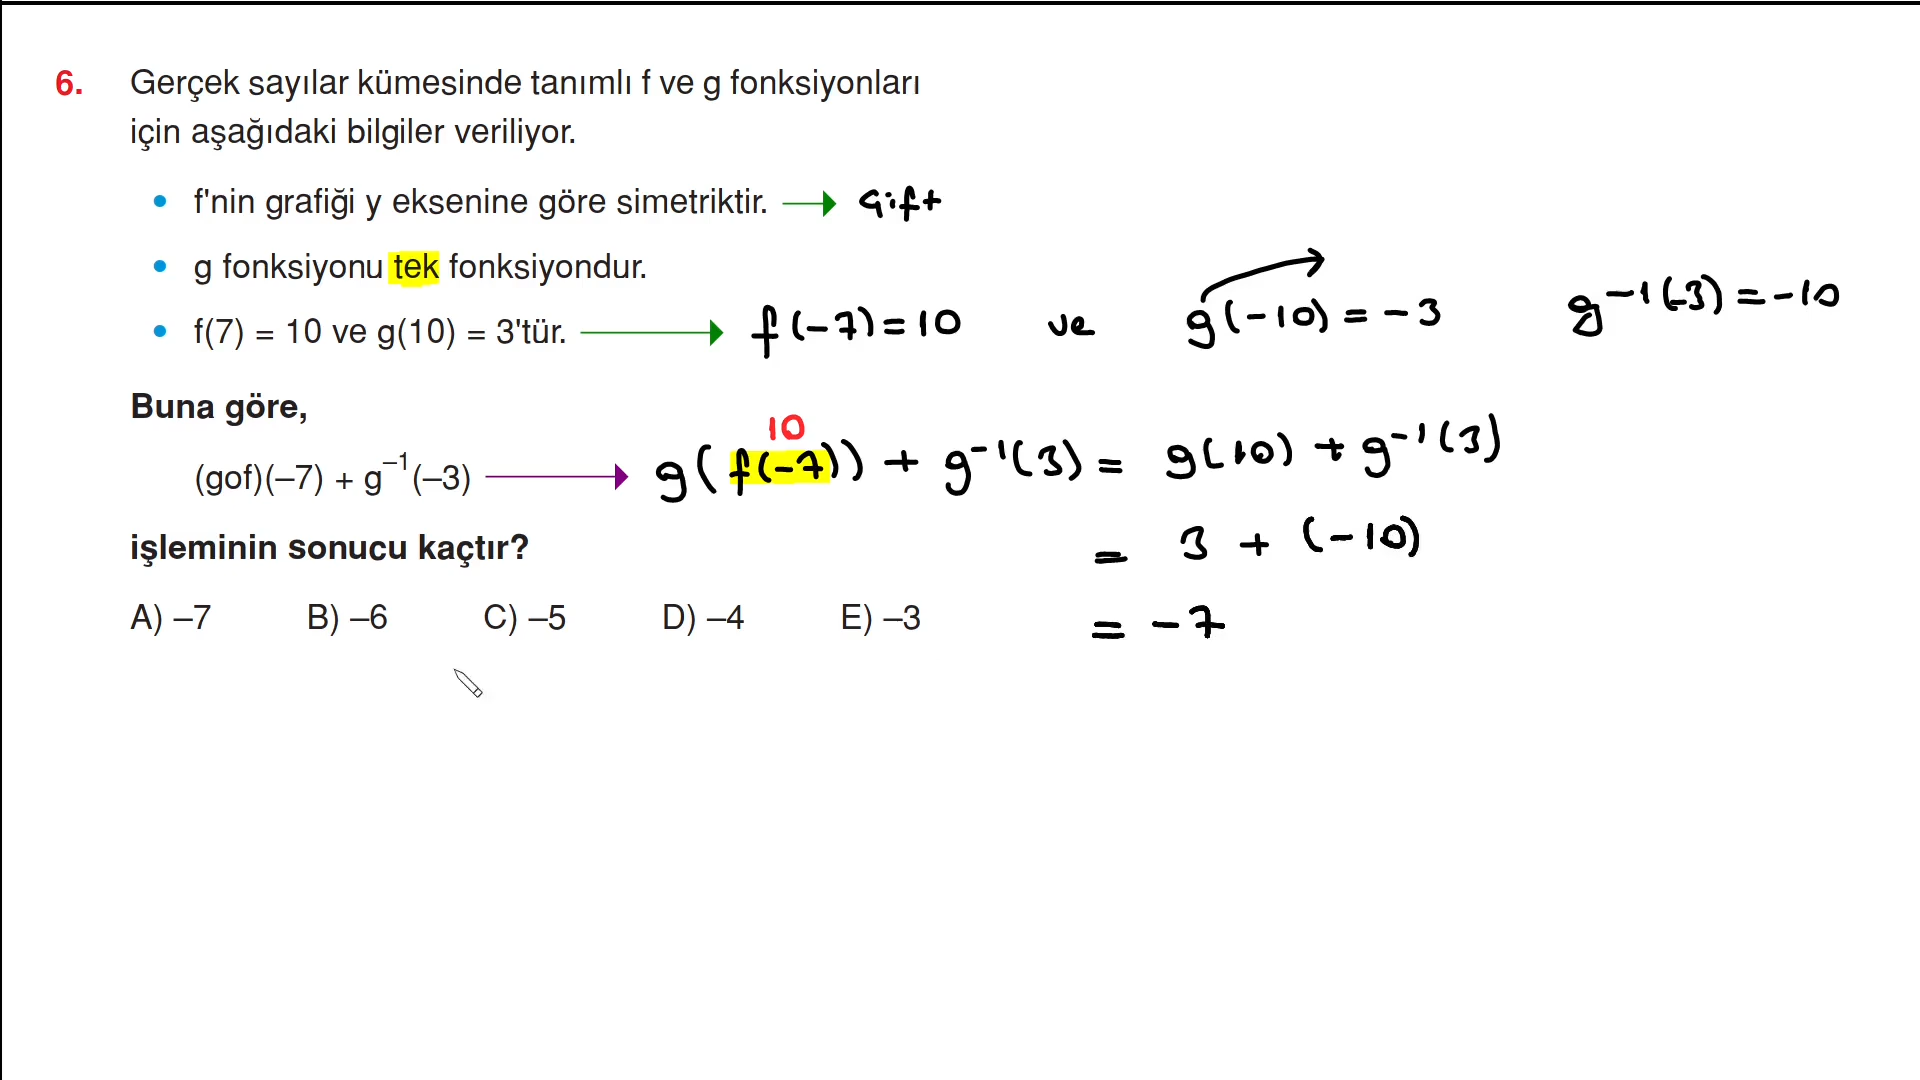 6. Gerçek sayılar kümesinde tanımlı f ve g fonksiyonları
için aşağıdaki bilgiler veriliyor.
• f'nin grafiği y eksenine göre simetriktir. → çift
• g fonksiyonu tek fonksiyondur.
• f(7) = 10 ve g(10) = 3'tür. → f(-7)=10 ve g(-10) = -3 g⁻¹(-3) = -10
Buna göre,
10
(gof)(–7) + g⁻¹(–3) → g(f(-7)) + g⁻¹(3) = g(10) + g⁻¹(3)
işleminin sonucu kaçtır?
= 3 + (-10)
A) –7 B) –6 C) –5 D) –4 E) –3
= -7